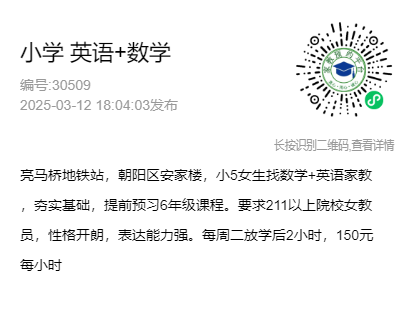 小学 英语+数学
编号:30509
2025-03-12 18:04:03发布
长按识别二维码,查看详情
亮马桥地铁站，朝阳区安家楼，小5女生找数学+英语家教
，夯实基础，提前预习6年级课程。要求211以上院校女教
员，性格开朗，表达能力强。每周二放学后2小时，150元
每小时